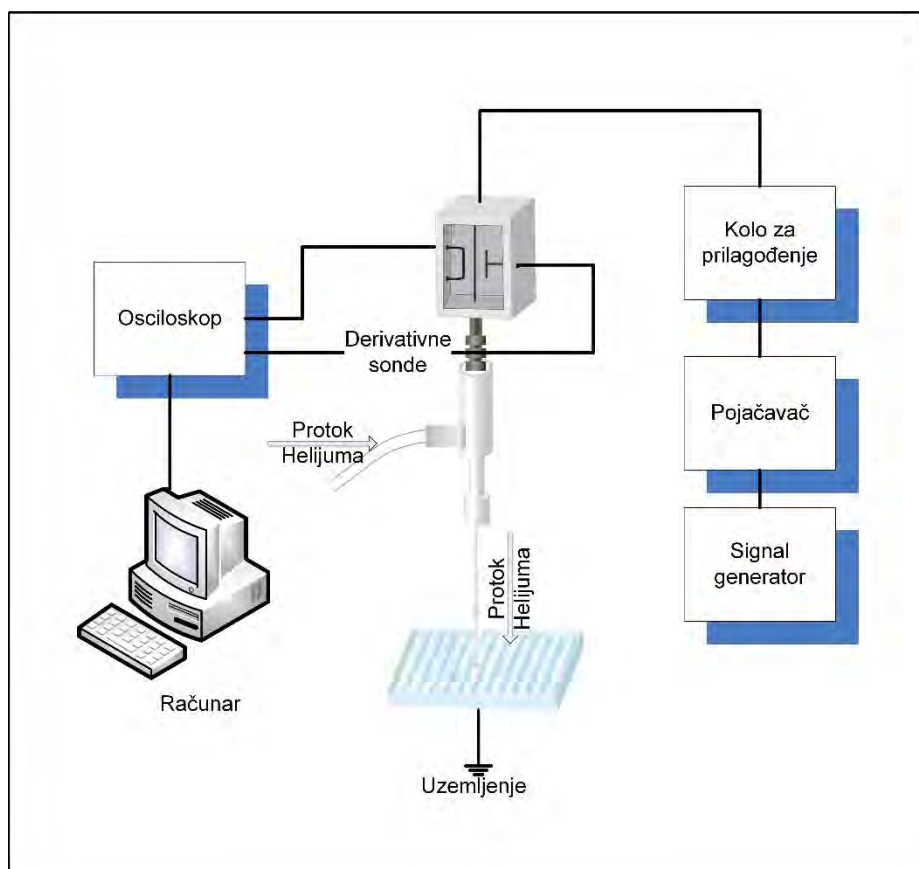 Kolo za
prilagođenje
Osciloskop
Derivativne
sonde
Protok
Helijuma
Pojačavač
Protok
Helijuma
Signal
generator
Računar
Uzemljenje